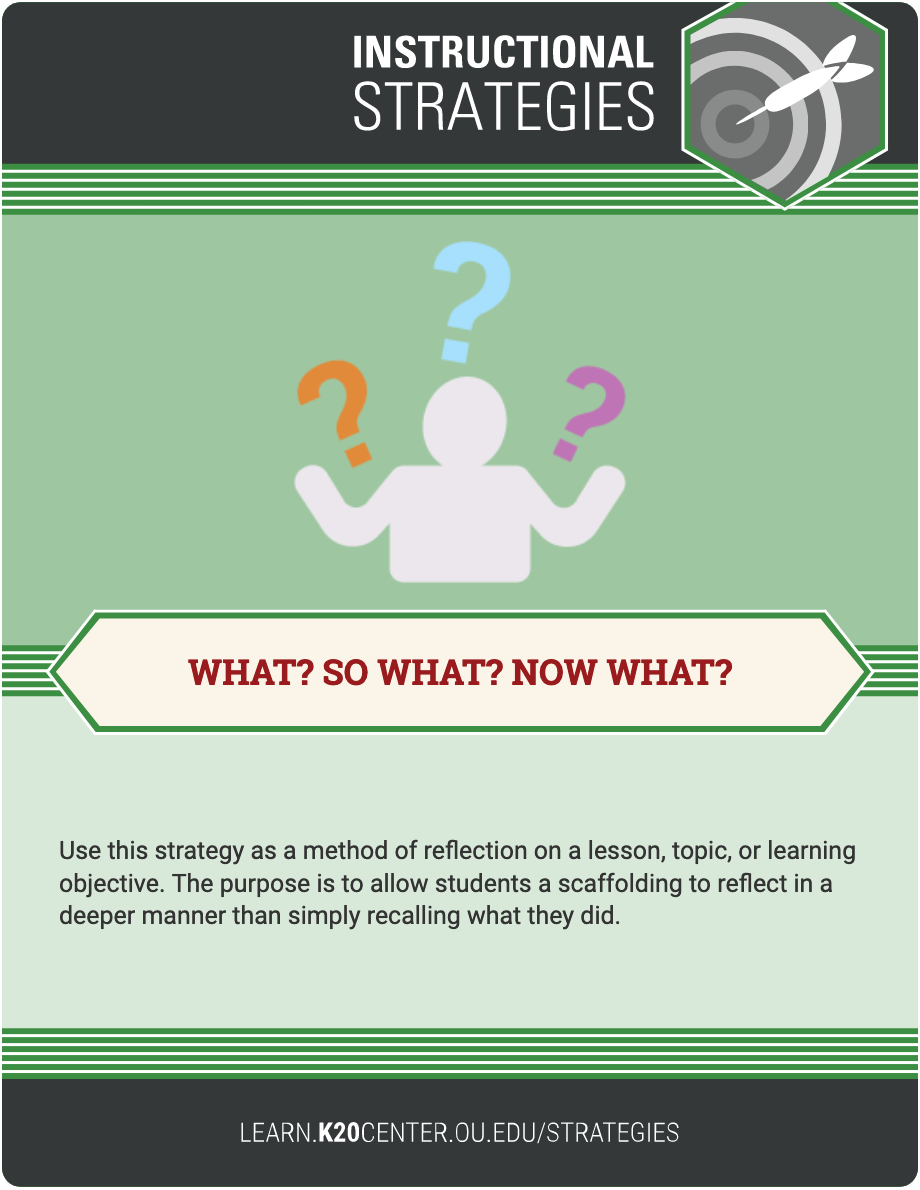 INSTRUCTIONAL
STRATEGIES
?
?
?
WHAT? SO WHAT? NOW WHAT?
Use this strategy as a method of reflection on a lesson, topic, or learning
objective. The purpose is to allow students a scaffolding to reflect in a
deeper manner than simply recalling what they did.
LEARN.K20CENTER.OU.EDU/STRATEGIES